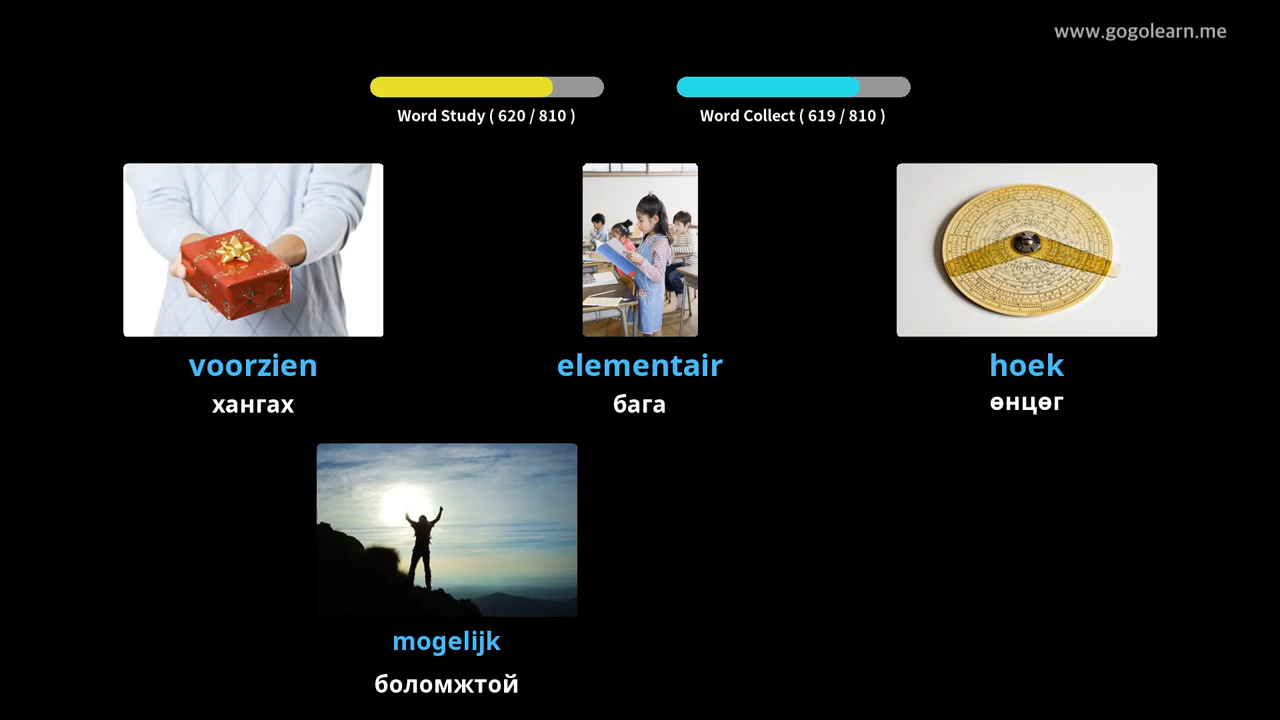 www.gogolearn.me
Word Study ( 620 / 810 )
Word Collect ( 619 / 810 )
voorzien
хангах
elementair
бага
hoek
өнцөг
mogelijk
боломжтой